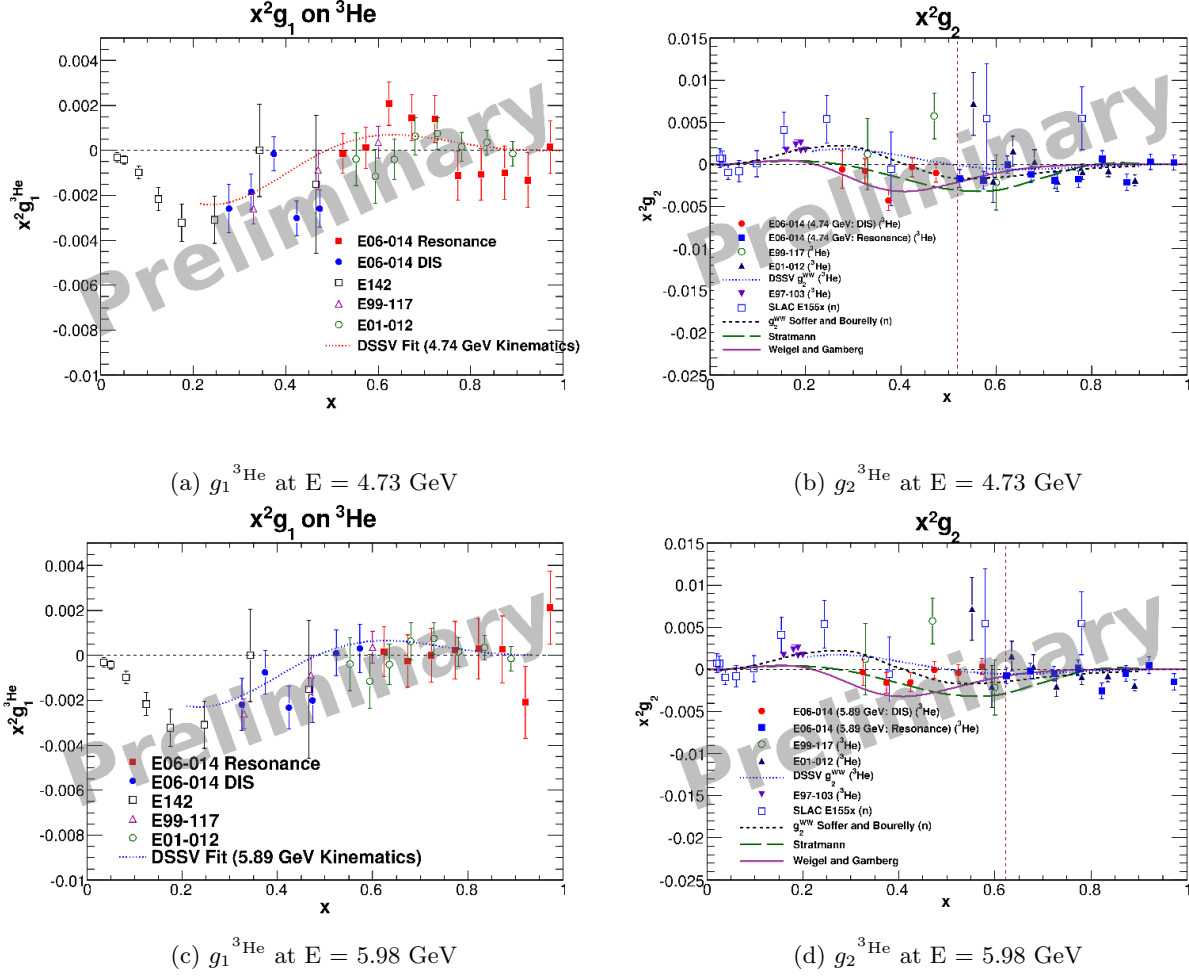 x²g₁ on ³He
0.004
0.002
0
-0.002
-0.004
-0.006
-0.008
-0.01
x²g₁^³He
0 0.2 0.4 0.6 0.8 1
x
E06-014 Resonance
E06-014 DIS
E142
E99-117
E01-012
DSSV Fit (4.74 GeV Kinematics)
Preliminary
(a) g₁ ³He at E = 4.73 GeV
x²g₂
0.015
0.01
0.005
0
-0.005
-0.01
-0.015
-0.02
-0.025
x²g₂
0 0.2 0.4 0.6 0.8 1
x
E06-014 (4.74 GeV: DIS) (³He)
E06-014 (4.74 GeV: Resonance) (³He)
E99-117 (³He)
E01-012 (³He)
DSSV g₂^WW (³He)
E97-103 (³He)
SLAC E155x (n)
g₂^WW Soffer and Bourelly (n)
Stratmann
Weigel and Gamberg
Preliminary
(b) g₂ ³He at E = 4.73 GeV
x²g₁ on ³He
0.004
0.002
0
-0.002
-0.004
-0.006
-0.008
-0.01
x²g₁^³He
0 0.2 0.4 0.6 0.8 1
x
E06-014 Resonance
E06-014 DIS
E142
E99-117
E01-012
DSSV Fit (5.89 GeV Kinematics)
Preliminary
(c) g₁ ³He at E = 5.98 GeV
x²g₂
0.015
0.01
0.005
0
-0.005
-0.01
-0.015
-0.02
-0.025
x²g₂
0 0.2 0.4 0.6 0.8 1
x
E06-014 (5.89 GeV: DIS) (³He)
E06-014 (5.89 GeV: Resonance) (³He)
E99-117 (³He)
E01-012 (³He)
DSSV g₂^WW (³He)
E97-103 (³He)
SLAC E155x (n)
g₂^WW Soffer and Bourelly (n)
Stratmann
Weigel and Gamberg
Preliminary
(d) g₂ ³He at E = 5.98 GeV